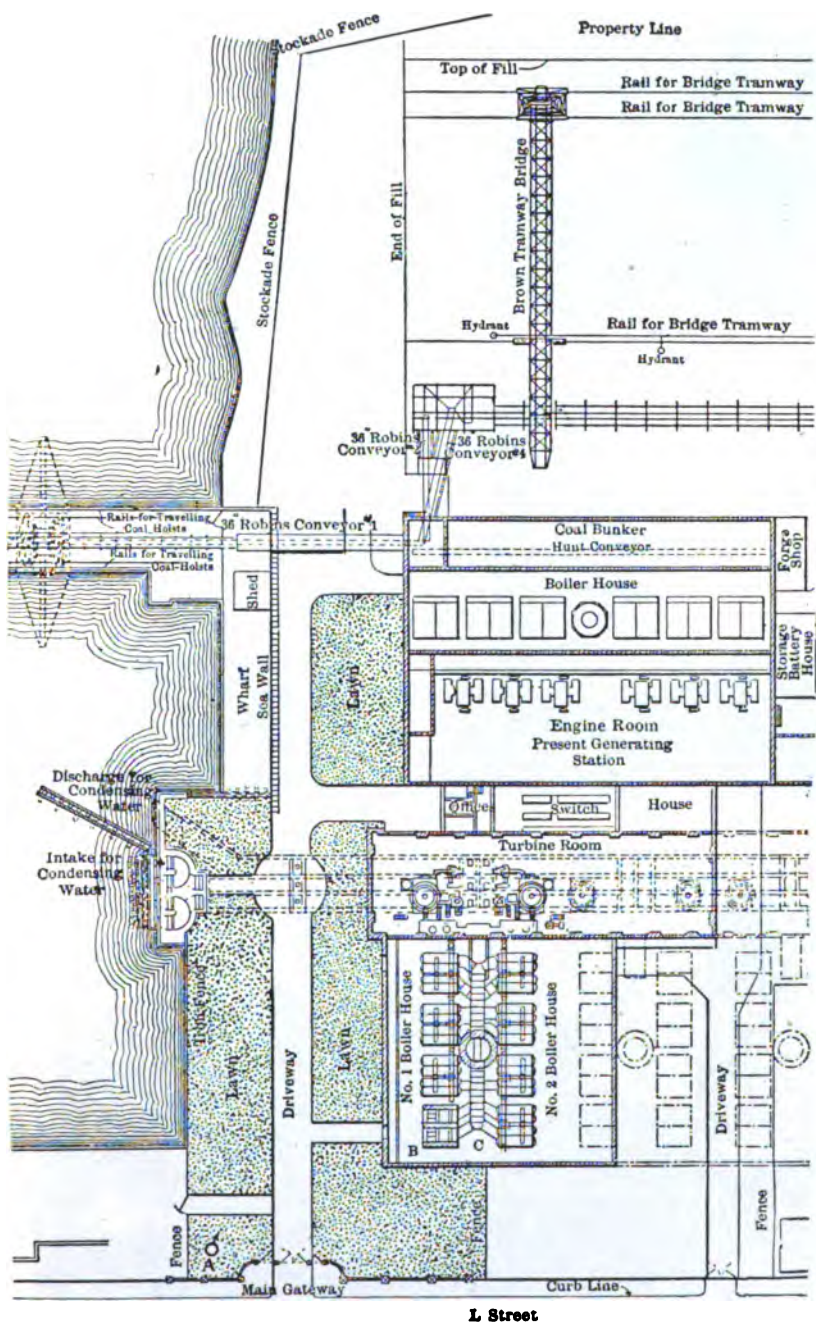 Stockade Fence
Property Line
Top of Fill
Rail for Bridge Tramway
Rail for Bridge Tramway
Stockade Fence
End of Fill
Brown Tramway Bridge
Hydrant
Rail for Bridge Tramway
Hydrant
36" Robins
Conveyor
36" Robins
Conveyor #4
Rails for Travelling
Coal Hoists
36" Robins Conveyor #1
Rails for Travelling
Coal Hoists
Coal Bunker
Hunt Conveyor
Forge
Shop
Shed
Boiler House
Wharf
Sea Wall
Lawn
Storage
Battery
House
Engine Room
Present Generating
Station
Discharge for
Condensing
Water
Office
Switch
House
Intake for
Condensing
Water
Turbine Room
Iron Fence
Lawn
Driveway
Lawn
No. 1 Boiler House
No. 2 Boiler House
Driveway
B
C
Fence
A
Fence
Fence
Main Gateway
Curb Line
L Street